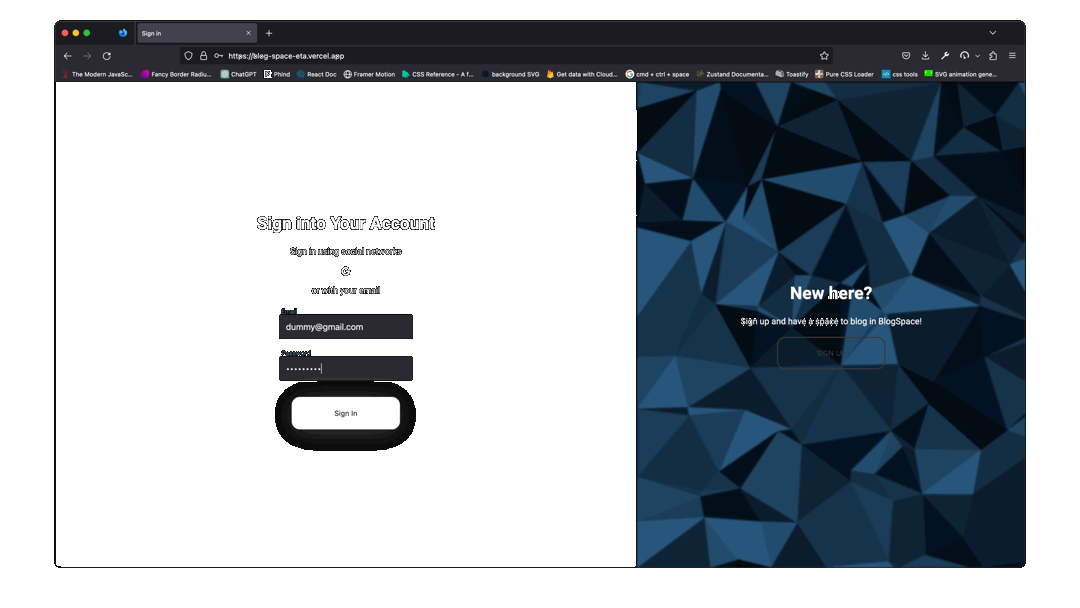 Sign in
https://blog-space-eta.vercel.app
The Modern JavaSc...
Fancy Border Radiu...
ChatGPT
Phind
React Doc
Framer Motion
CSS Reference - A f...
background SVG
Get data with Cloud...
cmd + ctrl + space
Zustand Documenta...
Toastify
Pure CSS Loader
css tools
SVG animation gene...
Sign into Your Account
Sign in using social networks
G
or with your email
Email
dummy@gmail.com
Password
Sign In
New here?
Sign up and have a space to blog in BlogSpace!
SIGN UP